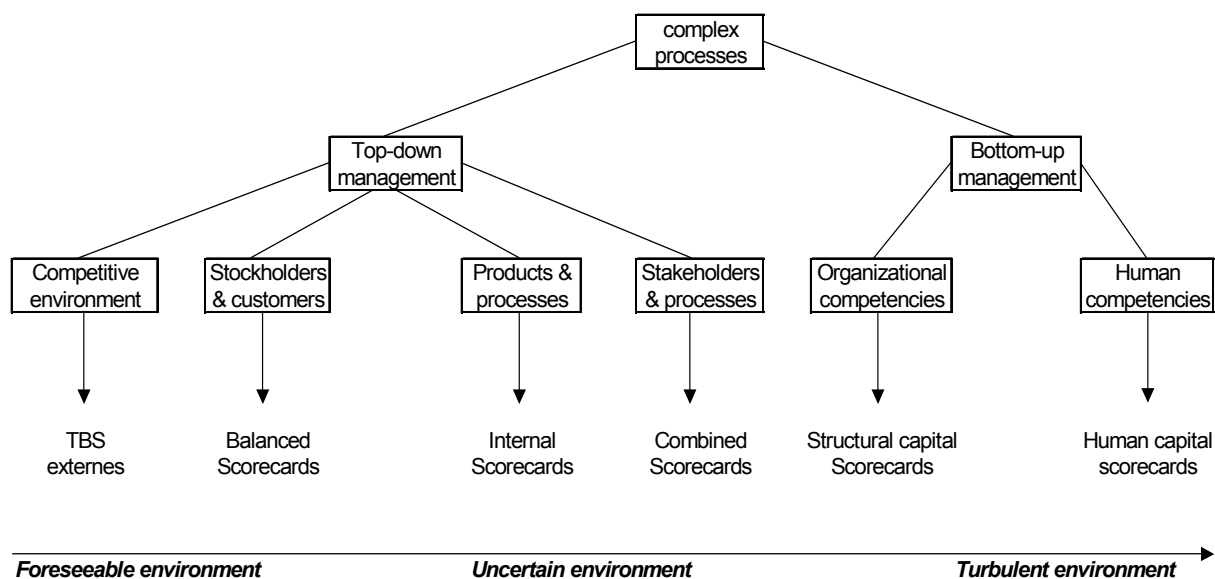 complex
processes
Top-down
management
Bottom-up
management
Competitive
environment
Stockholders
& customers
Products &
processes
Stakeholders
& processes
Organizational
competencies
Human
competencies
TBS
externes
Balanced
Scorecards
Internal
Scorecards
Combined
Scorecards
Structural capital
Scorecards
Human capital
scorecards
Foreseeable environment
Uncertain environment
Turbulent environment